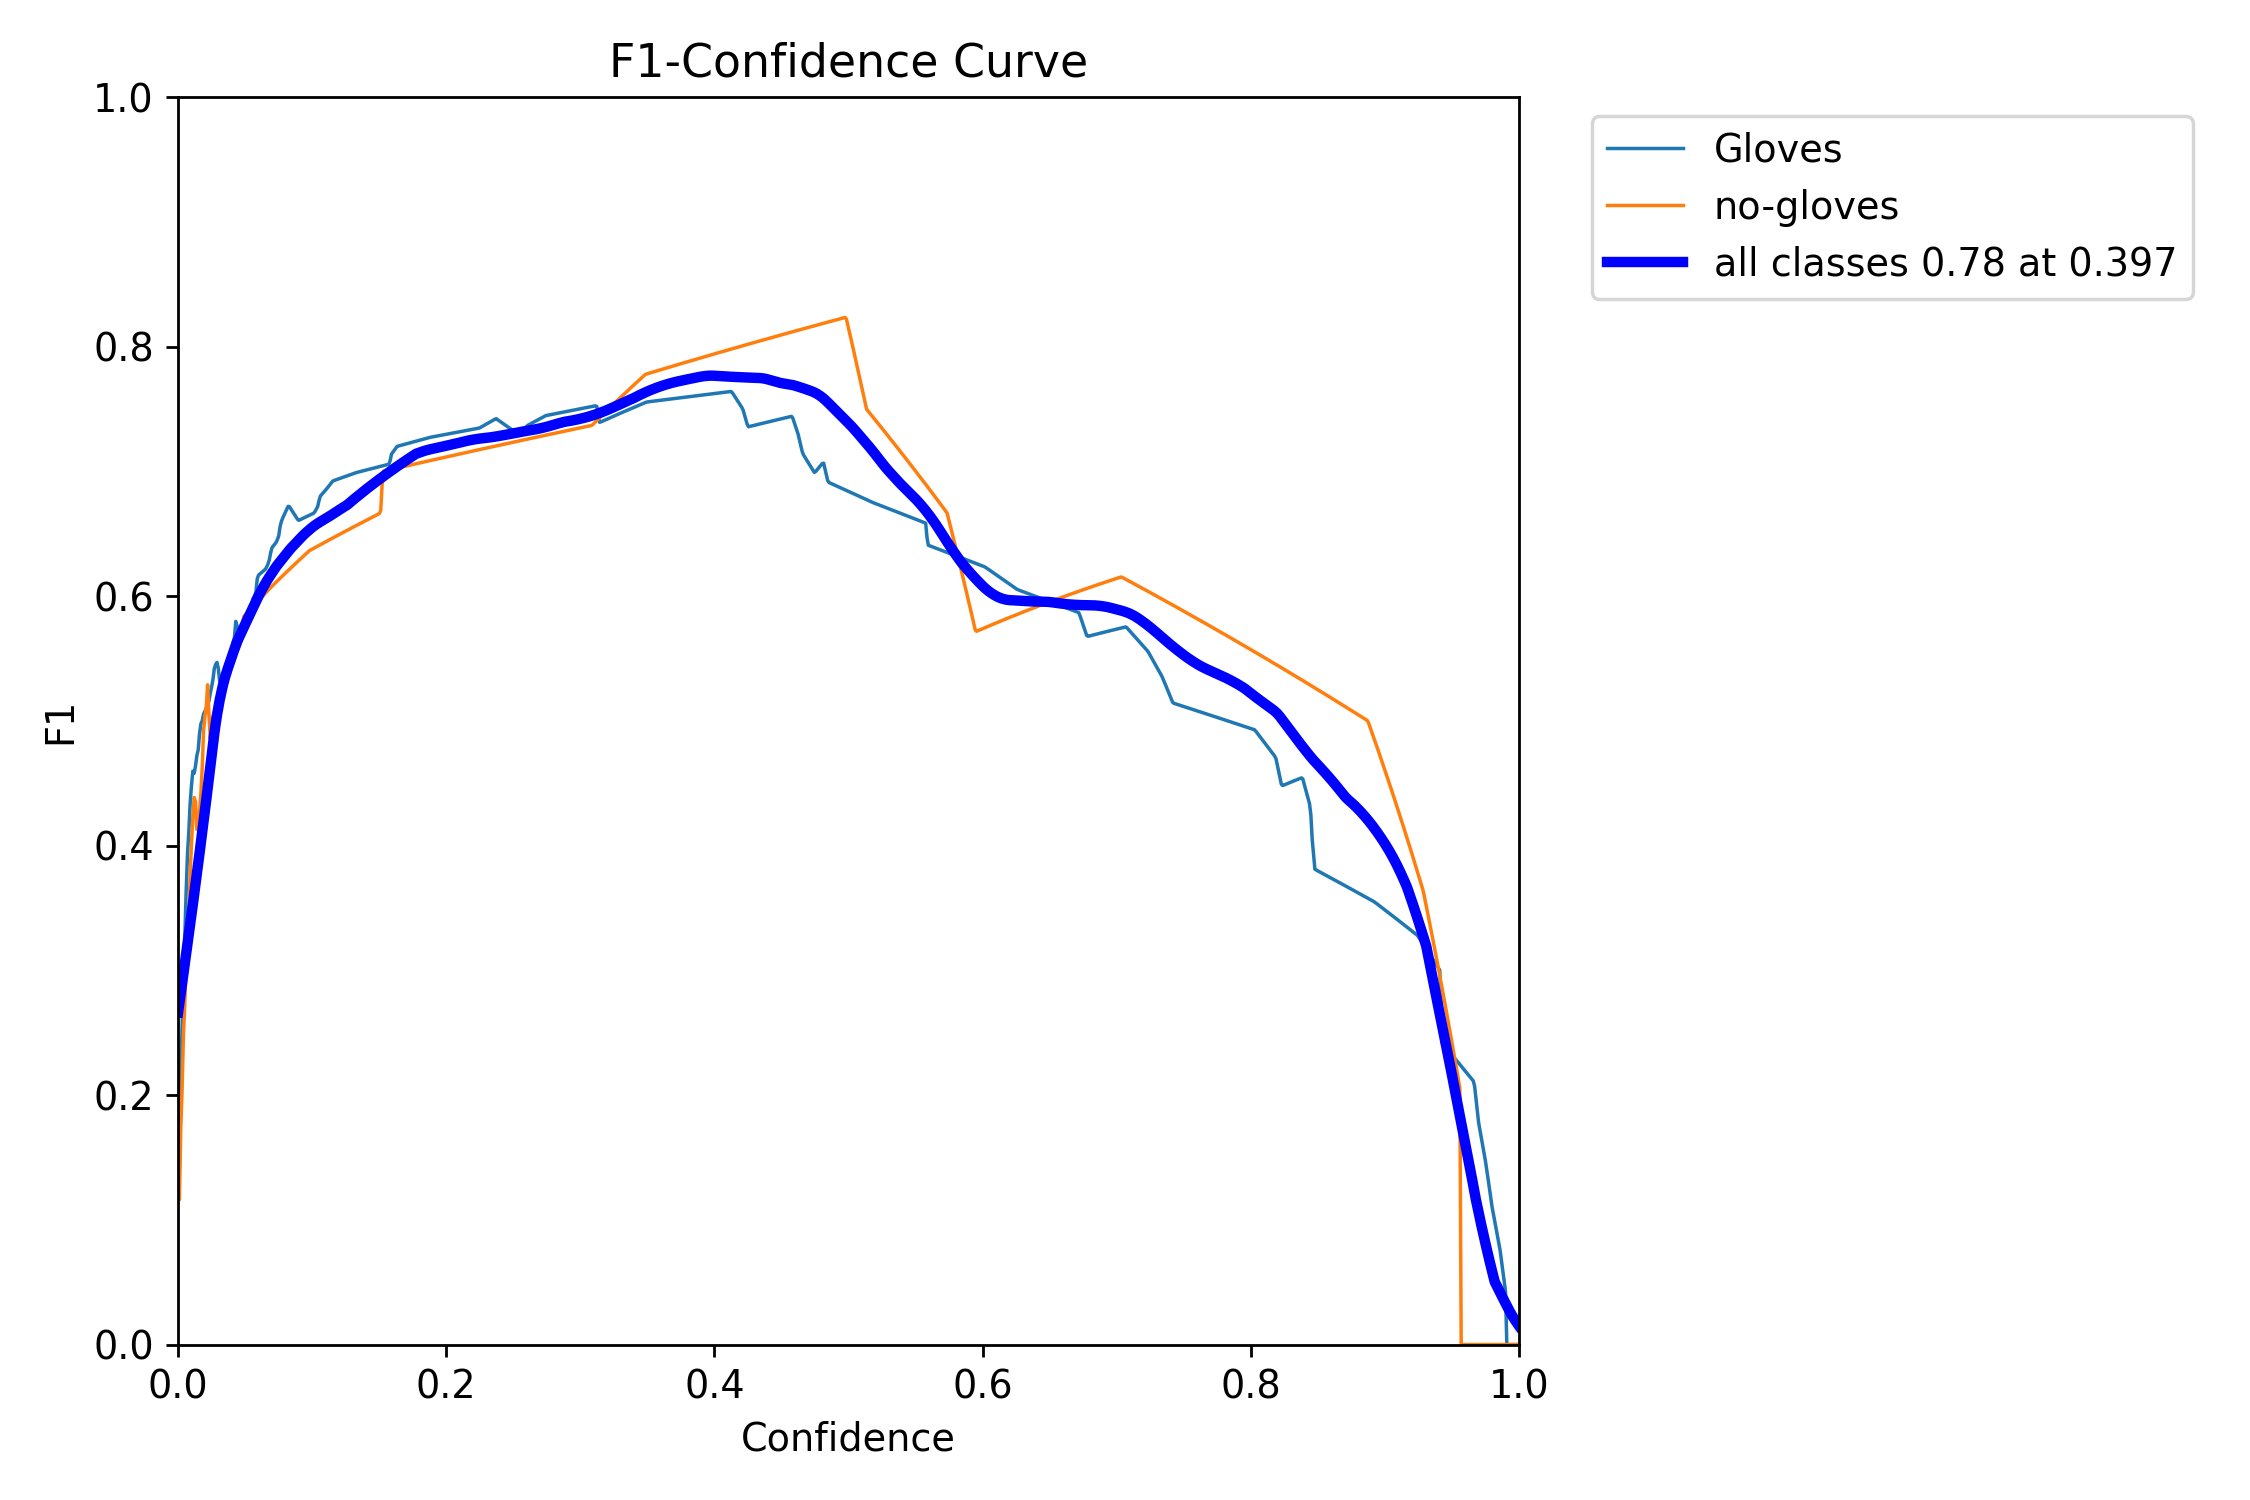 F1-Confidence Curve
1.0
0.8
0.6
0.4
0.2
0.0
F1
0.0 0.2 0.4 0.6 0.8 1.0
Confidence
Gloves
no-gloves
all classes 0.78 at 0.397